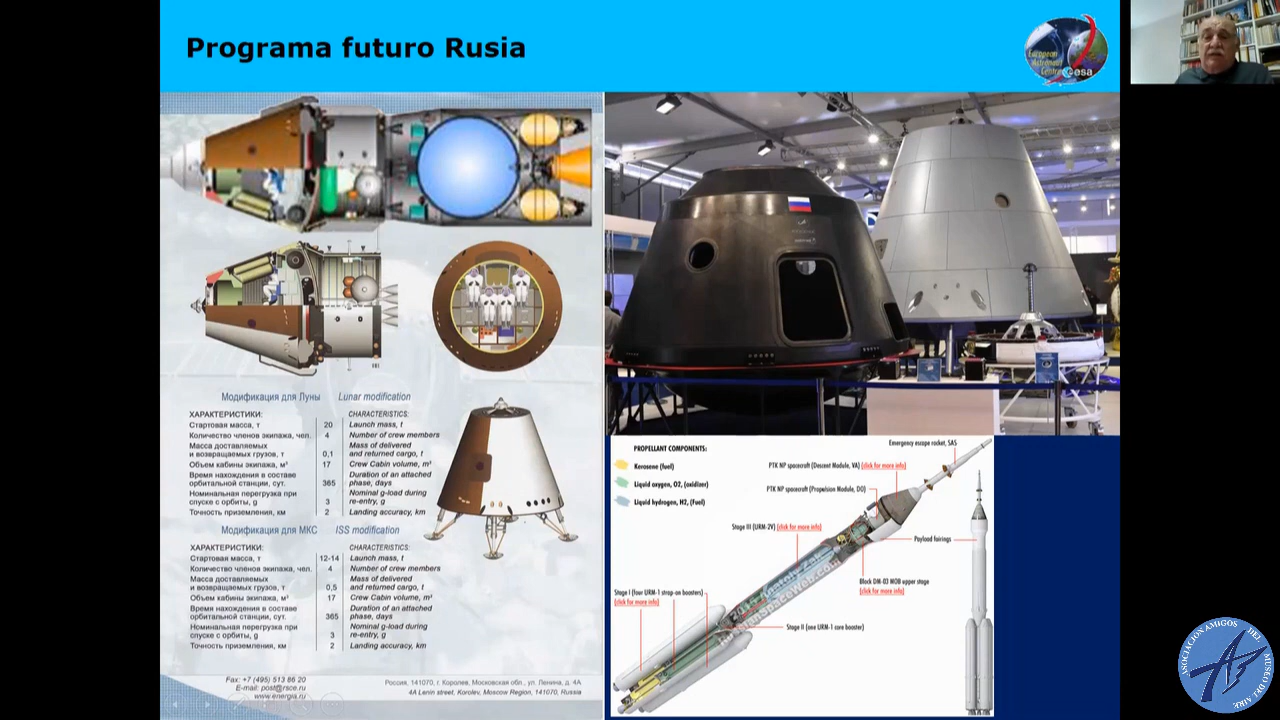 Programa futuro Rusia
European
Astronaut
Centre esa
Модификация для Луны Lunar modification
ХАРАКТЕРИСТИКИ: CHARACTERISTICS:
Стартовая масса, т 20 Launch mass, t
Количество членов экипажа, чел. 4 Number of crew members
Масса доставляемых Mass of delivered
и возвращаемых грузов, т 0,1 and returned cargo, t
Объем кабины экипажа, м³ 17 Crew Cabin volume, m³
Время нахождения в составе Duration of an attached
орбитальной станции, сут. 365 phase, days
Номинальная перегрузка при Nominal g-load during
спуске с орбиты, g 3 re-entry, g
Точность приземления, км 2 Landing accuracy, km
Модификация для МКС ISS modification
ХАРАКТЕРИСТИКИ: CHARACTERISTICS:
Стартовая масса, т 12-14 Launch mass, t
Количество членов экипажа, чел. 4 Number of crew members
Масса доставляемых Mass of delivered
и возвращаемых грузов, т 0,5 and returned cargo, t
Объем кабины экипажа, м³ 17 Crew Cabin volume, m³
Время нахождения в составе Duration of an attached
орбитальной станции, сут. 365 phase, days
Номинальная перегрузка при Nominal g-load during
спуске с орбиты, g 3 re-entry, g
Точность приземления, км 2 Landing accuracy, km
Fax: +7 (495) 513 86 20
E-mail: post@rsce.ru
www.energia.ru
Россия, 141070, г. Королев, Московская обл., ул. Ленина, д. 4А
4A Lenin street, Korolev, Moscow Region, 141070, Russia
PROPELLANT COMPONENTS:
Kerosene (fuel)
Liquid oxygen, O2, (oxidizer)
Liquid hydrogen, H2, (Fuel)
Emergency escape rocket, SAS
PTK NP spacecraft (Descent Module, VA) (click for more info)
PTK NP spacecraft (Propulsion Module, DO)
Stage III (URM-2V) (click for more info)
Payload fairings
Block DM-03 MOB upper stage
(click for more info)
Stage I (four URM-1 strap-on boosters)
(click for more info)
Stage II (one URM-1 core booster)
ASOCIACION AMIGOS DEL MUSEO DEL AIRE